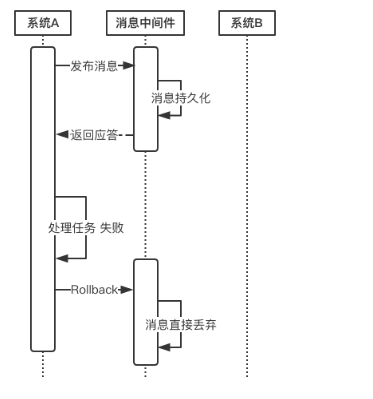 系统A
消息中间件
系统B
发布消息
消息持久化
返回应答
处理任务 失败
Rollback
消息直接丢弃